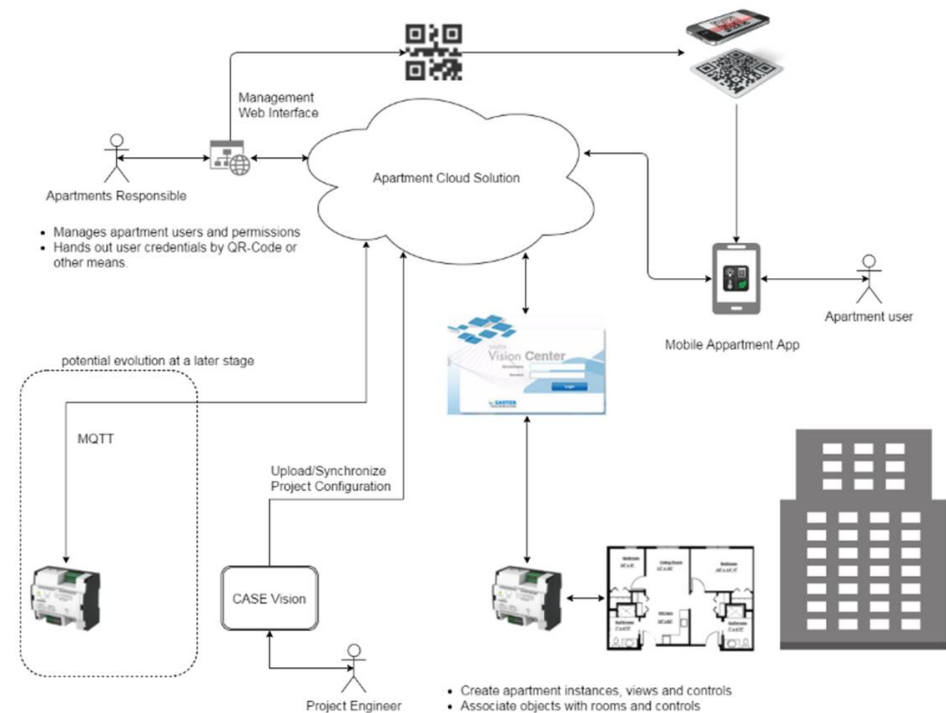 Management
Web Interface
Apartment Cloud Solution
Apartments Responsible
• Manages apartment users and permissions
• Hands out user credentials by QR-Code or
other means.
Apartment user
Mobile Appartment App
Vision Center
Login
SAUTER
potential evolution at a later stage
MQTT
Upload/Synchronize
Project Configuration
CASE Vision
Project Engineer
• Create apartment instances, views and controls
• Associate objects with rooms and controls